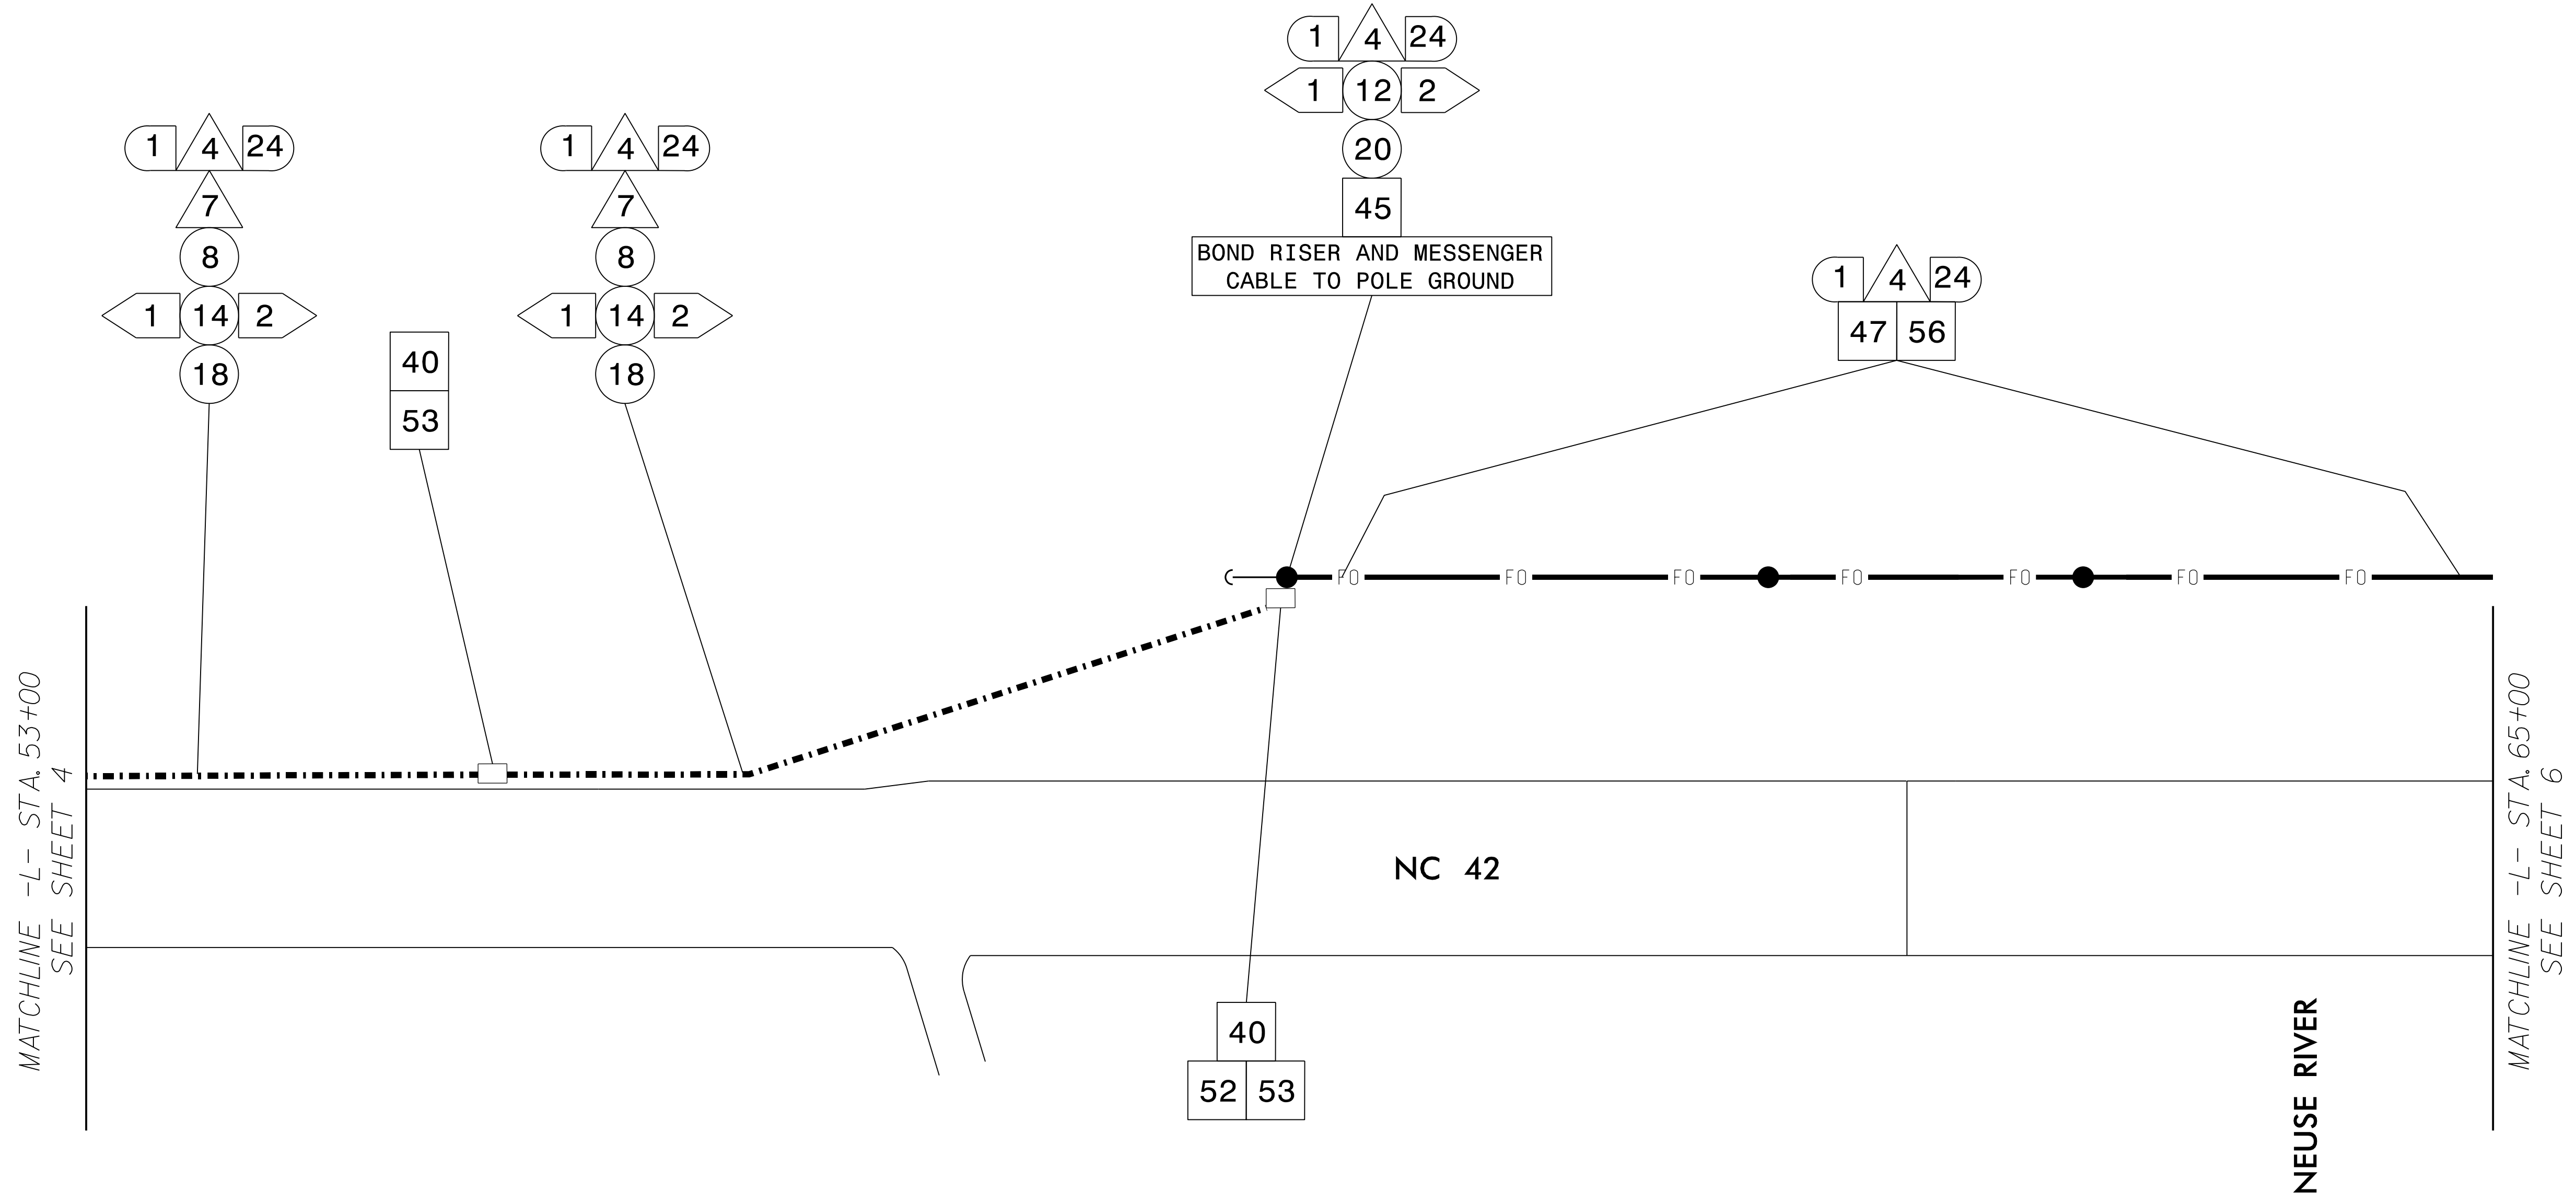 1 4 24
1 12 2
20
45
BOND RISER AND MESSENGER
CABLE TO POLE GROUND
1 4 24
7
8
1 14 2
18
40
53
1 4 24
7
8
1 14 2
18
1 4 24
47 56
FO FO FO FO FO FO FO
MATCHLINE -L- STA. 53+00
SEE SHEET 4
NC 42
40
52 53
NEUSE RIVER
MATCHLINE -L- STA. 65+00
SEE SHEET 6